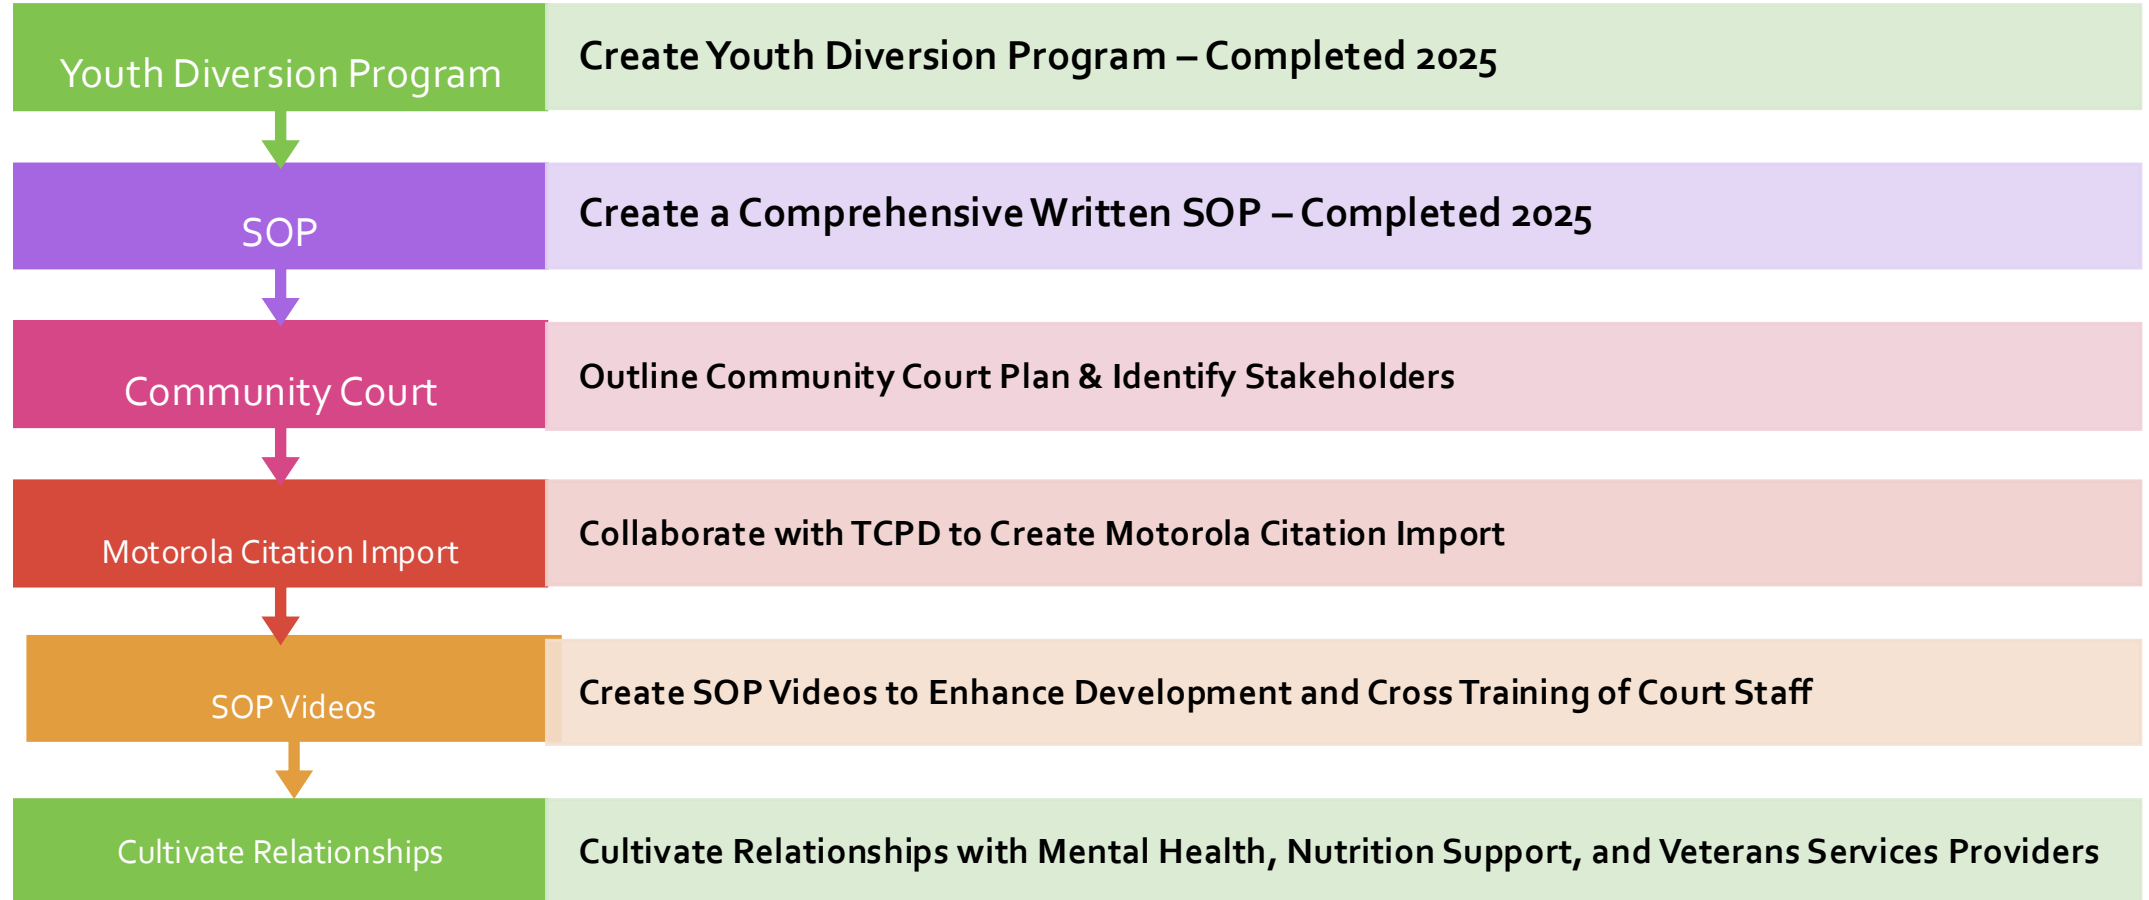 Youth Diversion Program
Create Youth Diversion Program – Completed 2025
SOP
Create a Comprehensive Written SOP – Completed 2025
Community Court
Outline Community Court Plan & Identify Stakeholders
Motorola Citation Import
Collaborate with TCPD to Create Motorola Citation Import
SOP Videos
Create SOP Videos to Enhance Development and Cross Training of Court Staff
Cultivate Relationships
Cultivate Relationships with Mental Health, Nutrition Support, and Veterans Services Providers